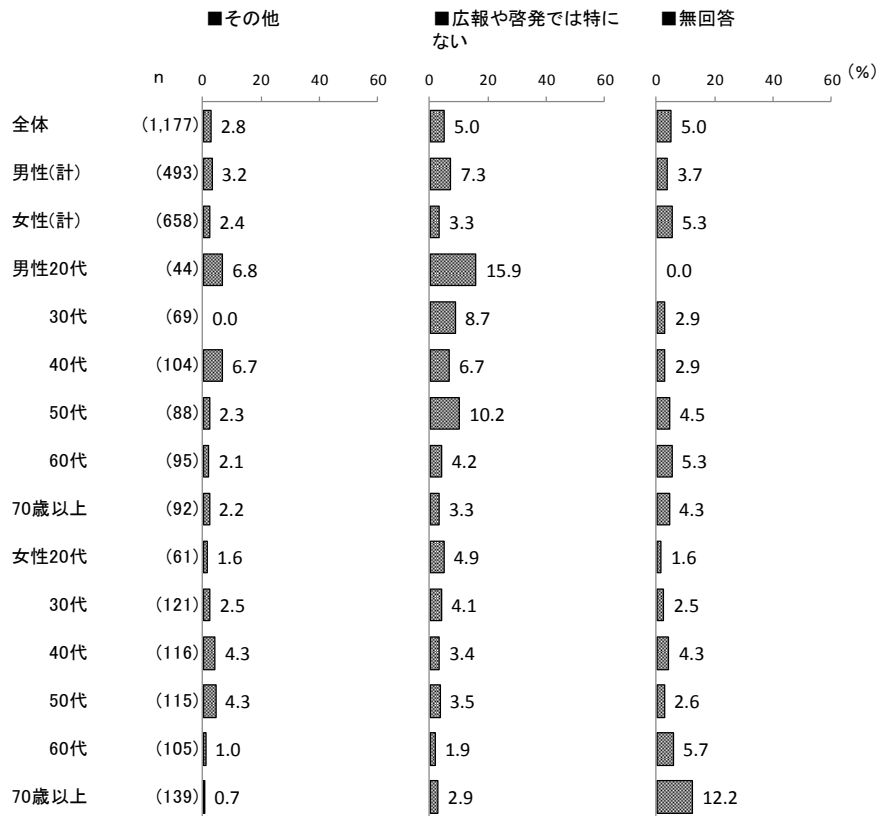 ■その他 ■広報や啓発では特に ■無回答
ない
n 0 20 40 60 0 20 40 60 0 20 40 60 (%)
全体 (1,177) 2.8 5.0 5.0
男性(計) (493) 3.2 7.3 3.7
女性(計) (658) 2.4 3.3 5.3
男性20代 (44) 6.8 15.9 0.0
30代 (69) 0.0 8.7 2.9
40代 (104) 6.7 6.7 2.9
50代 (88) 2.3 10.2 4.5
60代 (95) 2.1 4.2 5.3
70歳以上 (92) 2.2 3.3 4.3
女性20代 (61) 1.6 4.9 1.6
30代 (121) 2.5 4.1 2.5
40代 (116) 4.3 3.4 4.3
50代 (115) 4.3 3.5 2.6
60代 (105) 1.0 1.9 5.7
70歳以上 (139) 0.7 2.9 12.2